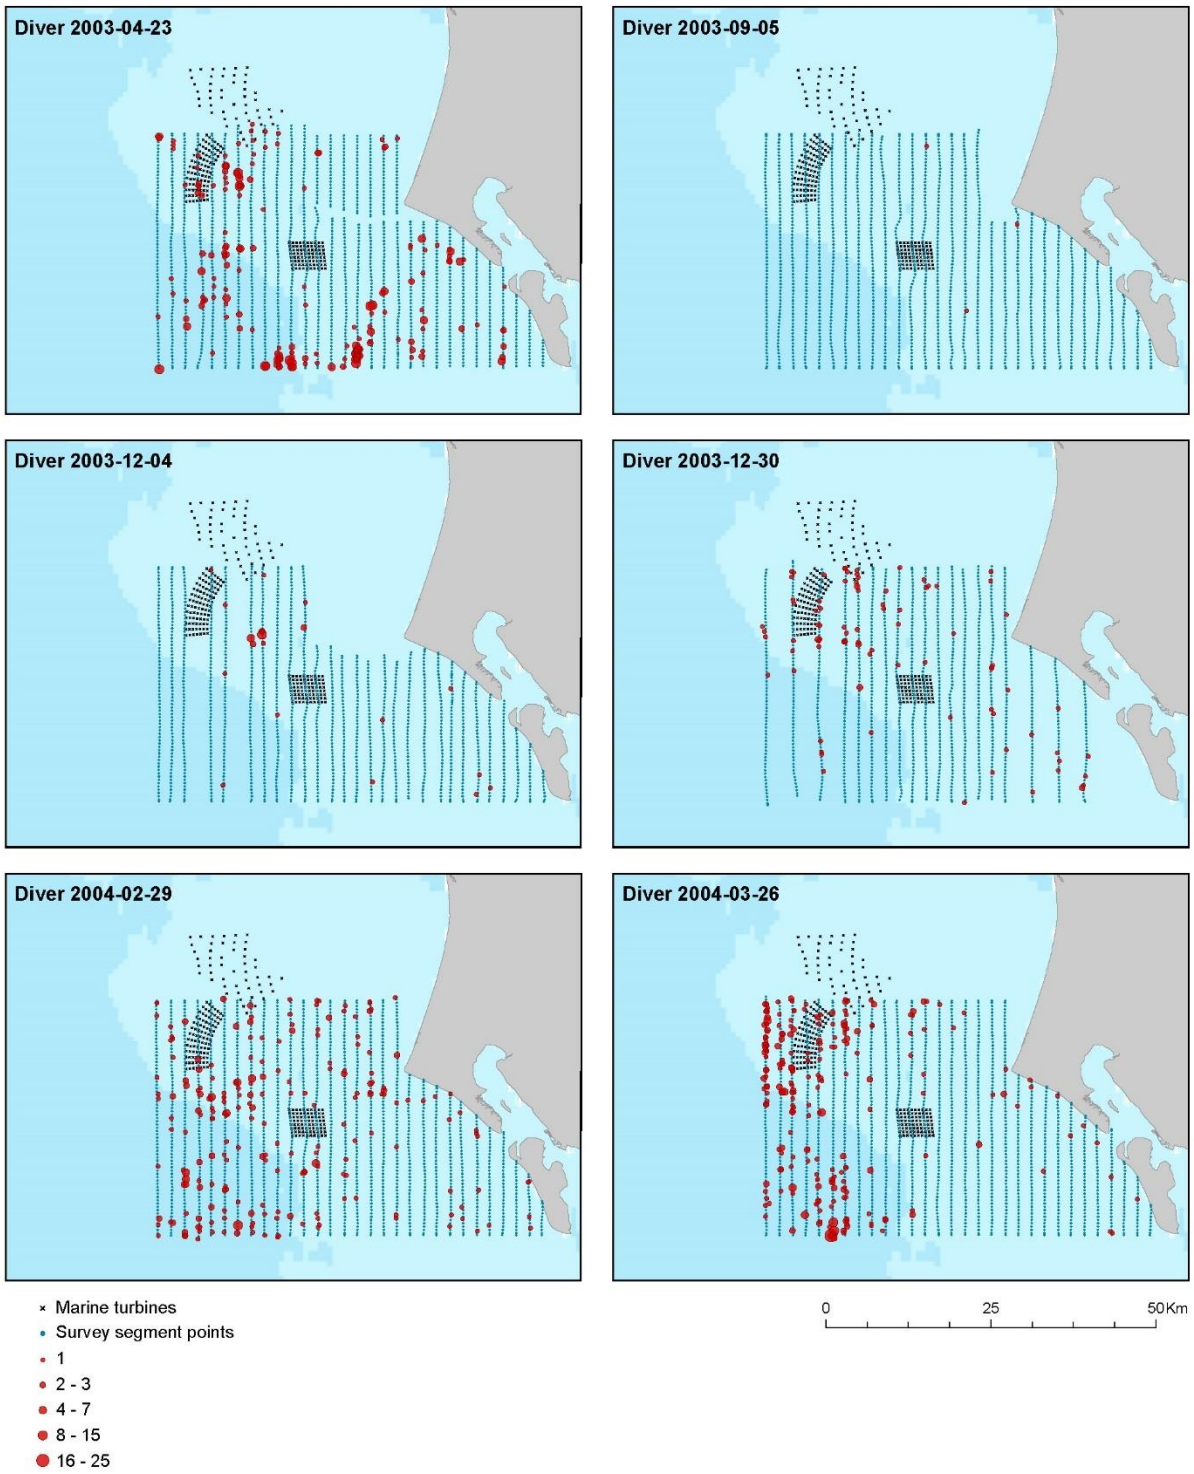 Diver 2003-04-23
Diver 2003-09-05
Diver 2003-12-04
Diver 2003-12-30
Diver 2004-02-29
Diver 2004-03-26
Marine turbines
Survey segment points
1
2 - 3
4 - 7
8 - 15
16 - 25
0 25 50 Km